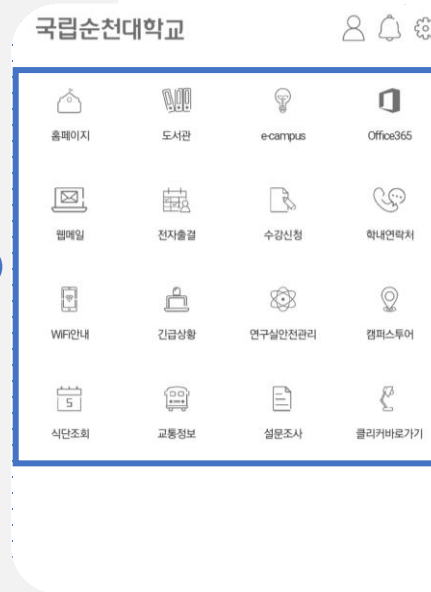 국립순천대학교
홈페이지 도서관 e-campus Office365
웹메일 전자출결 수강신청 학내연락처
WiFi안내 긴급상황 연구실안전관리 캠퍼스투어
5
식단조회 교통정보 설문조사 클리커바로가기